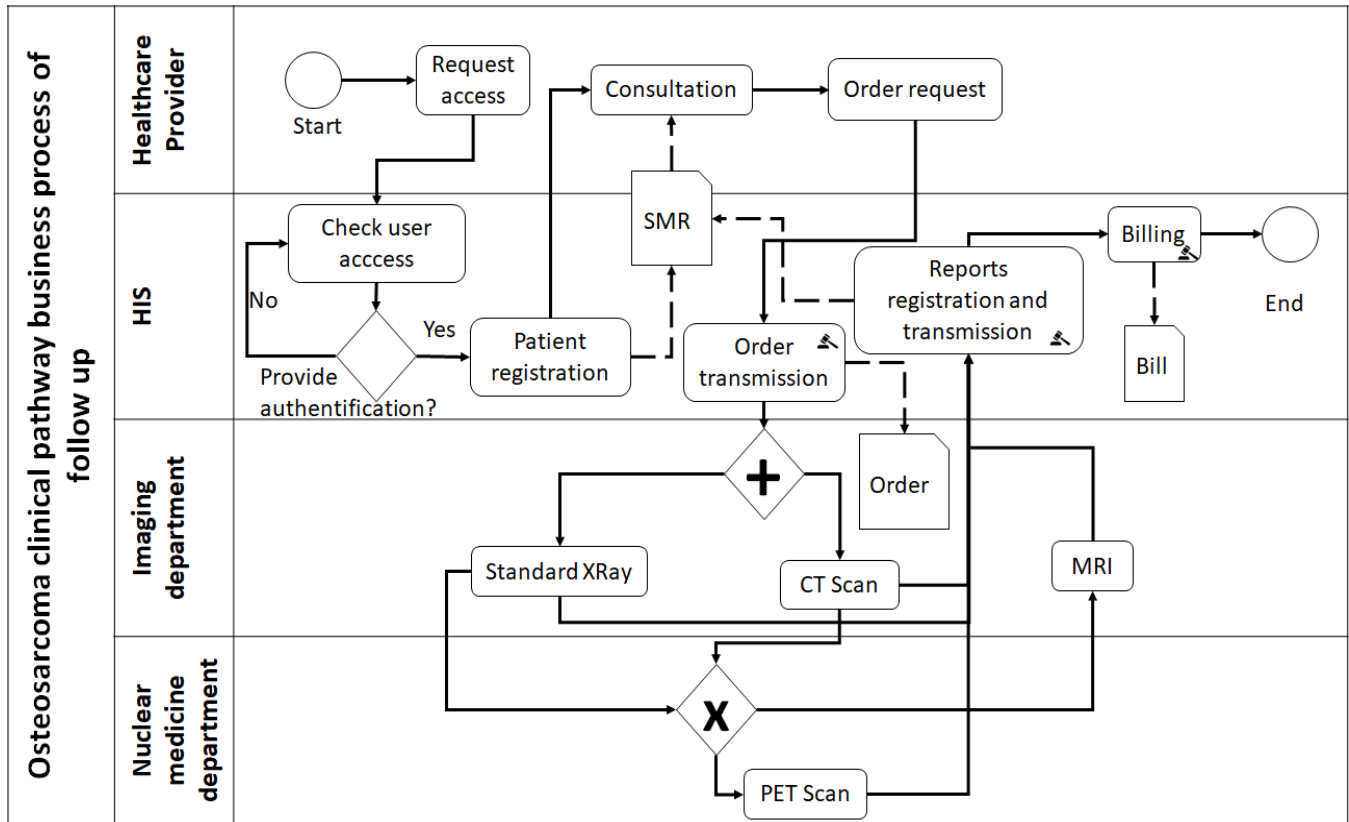 Osteosarcoma clinical pathway business process of
follow up
Healthcare
Provider
Start
Request
access
Consultation
Order request
HIS
Check user
acccess
No
Yes
Provide
authentification?
Patient
registration
SMR
Order
transmission
Reports
registration and
transmission
Billing
End
Bill
Imaging
department
+
Order
Standard XRay
CT Scan
MRI
Nuclear
medicine
department
X
PET Scan